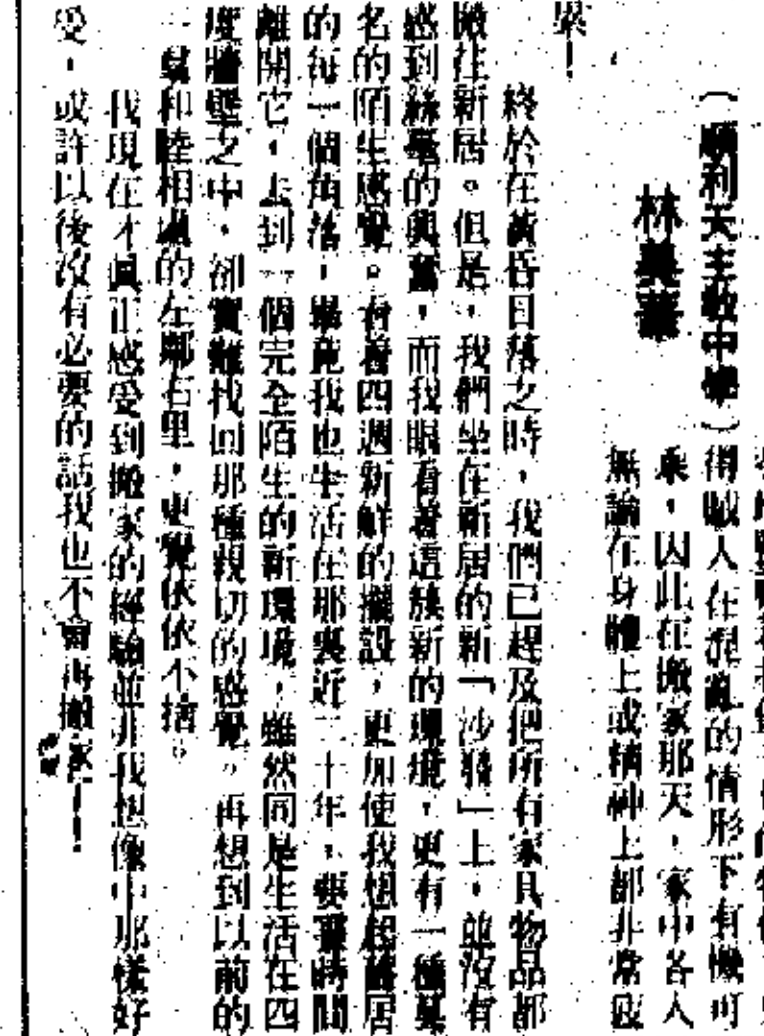 （順利天主教中學）
林美華
得賊人在混亂的情形下有機可
乘，因此在搬家那天，家中各人
無論在身體上或精神上都非常疲
累！
終於在黃昏日落之時，我們已趕及把所有家具物品都
搬往新居。但是，我們坐在新居的新「沙發」上，並沒有
感到絲毫的興奮，而我眼看着這簇新的環境，更有一種莫
名的陌生感覺。看着四週新鮮的擺設，更加使我想起舊居
的每一個角落，畢竟我也生活在那裏近二十年，要霎時間
離開它，去到一個完全陌生的新環境，雖然同是生活在四
度牆壁之中，卻實難找回那種親切的感覺。再想到以前的
一羣和睦相處的左鄰右里，更覺依依不捨。
我現在才真正感受到搬家的經驗並非我想像中那樣好
受，或許以後沒有必要的話我也不會再搬家了！